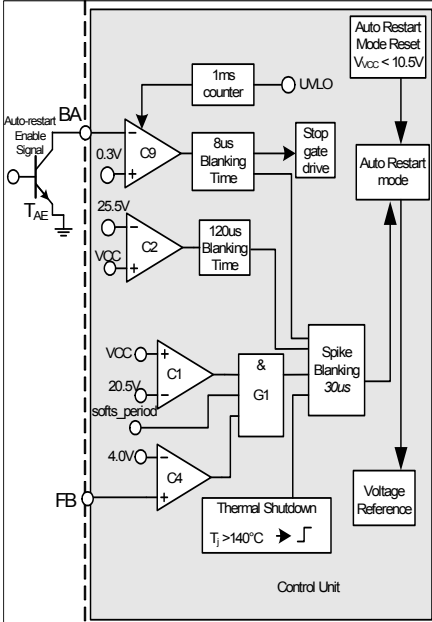 Auto Restart
Mode Reset
VVCC < 10.5V
1ms
counter
UVLO
Auto-restart
Enable
Signal
BA
0.3V
C9
8us
Blanking
Time
Stop
gate
drive
Auto Restart
mode
TAE
25.5V
VCC
C2
120us
Blanking
Time
VCC
C1
20.5V
softs_period
&
G1
Spike
Blanking
30us
4.0V
C4
FB
Thermal Shutdown
Tj >140°C
Voltage
Reference
Control Unit